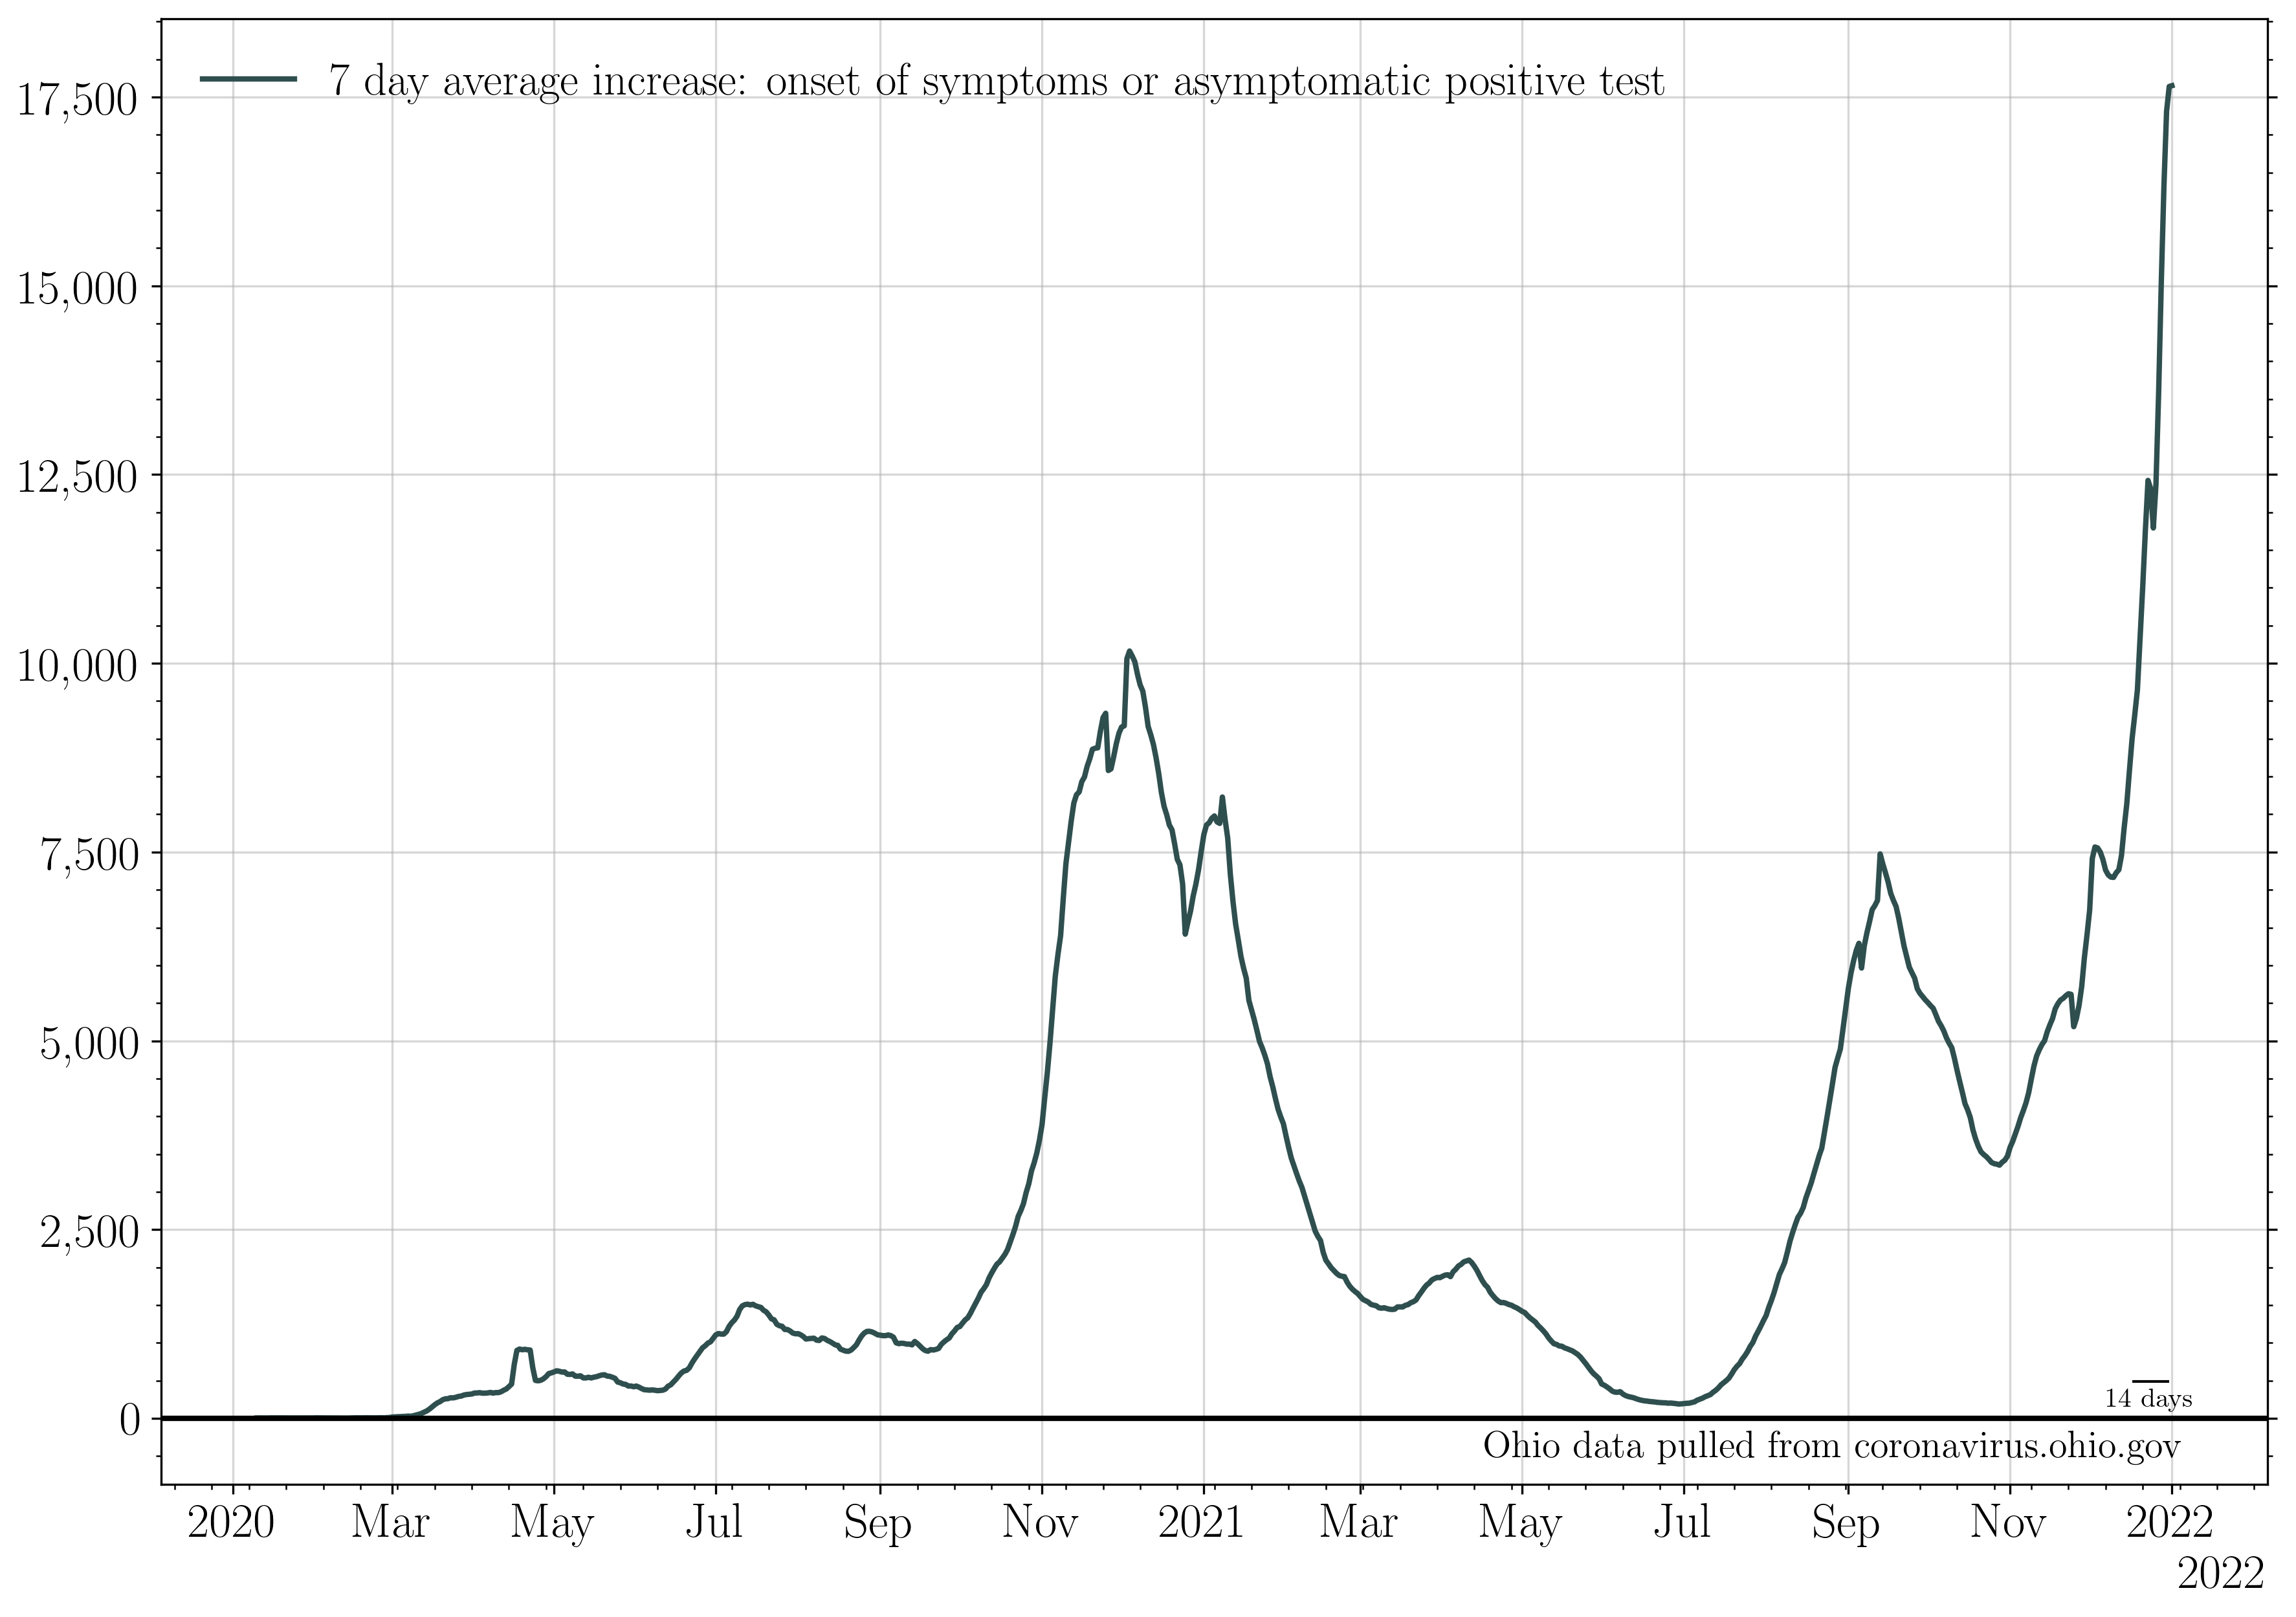 7 day average increase: onset of symptoms or asymptomatic positive test
17,500
15,000
12,500
10,000
7,500
5,000
2,500
0
14 days
Ohio data pulled from coronavirus.ohio.gov
2020 Mar May Jul Sep Nov 2021 Mar May Jul Sep Nov 2022
2022